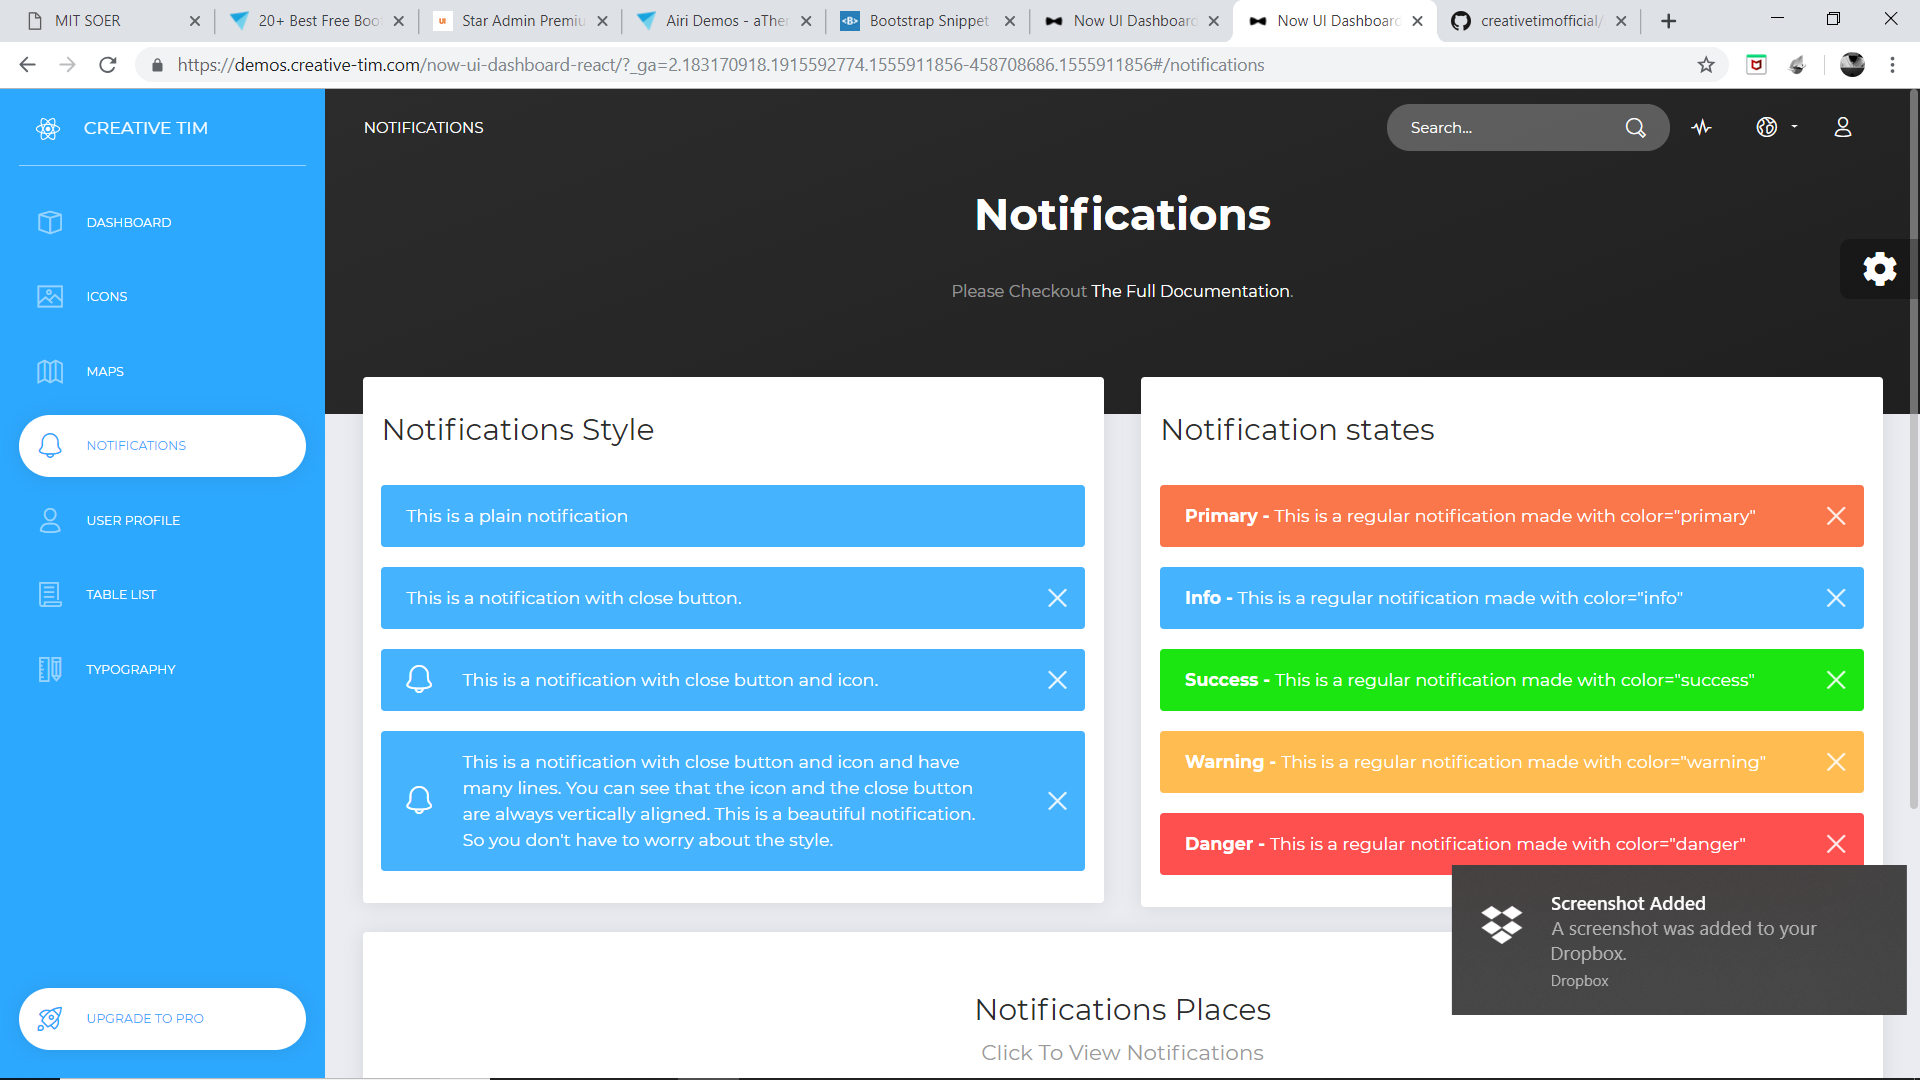 MIT SOER
20+ Best Free Boo
Star Admin Premiu
Airi Demos - aThe
Bootstrap Snippet
Now UI Dashboard
Now UI Dashboard
creativetimofficial/
https://demos.creative-tim.com/now-ui-dashboard-react/?_ga=2.183170918.1915592774.1555911856-458708686.1555911856#/notifications
CREATIVE TIM
NOTIFICATIONS
Search...
DASHBOARD
ICONS
MAPS
NOTIFICATIONS
USER PROFILE
TABLE LIST
TYPOGRAPHY
UPGRADE TO PRO
Notifications
Please Checkout The Full Documentation.
Notifications Style
This is a plain notification
This is a notification with close button.
This is a notification with close button and icon.
This is a notification with close button and icon and have
many lines. You can see that the icon and the close button
are always vertically aligned. This is a beautiful notification.
So you don't have to worry about the style.
Notification states
Primary - This is a regular notification made with color="primary"
Info - This is a regular notification made with color="info"
Success - This is a regular notification made with color="success"
Warning - This is a regular notification made with color="warning"
Danger - This is a regular notification made with color="danger"
Screenshot Added
A screenshot was added to your
Dropbox.
Dropbox
Notifications Places
Click To View Notifications